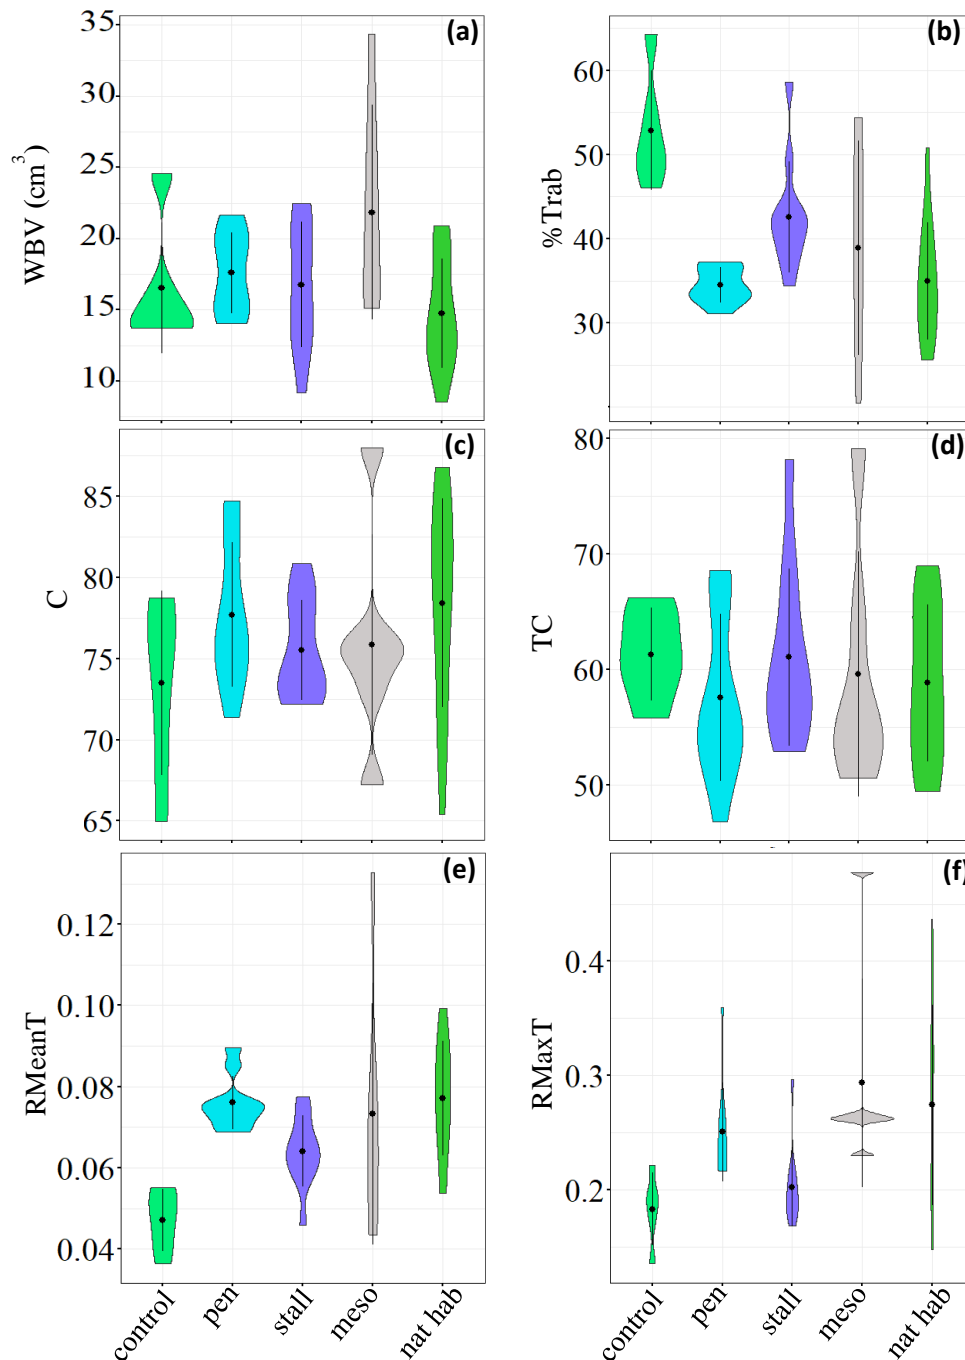 (a)
WBV (cm³)
35
30
25
20
15
10
(b)
%Trab
60
50
40
30
(c)
C
85
80
75
70
65
(d)
TC
80
70
60
50
(e)
RMeanT
0.12
0.10
0.08
0.06
0.04
control
pen
stall
meso
nat hab
(f)
RMaxT
0.4
0.3
0.2
control
pen
stall
meso
nat hab